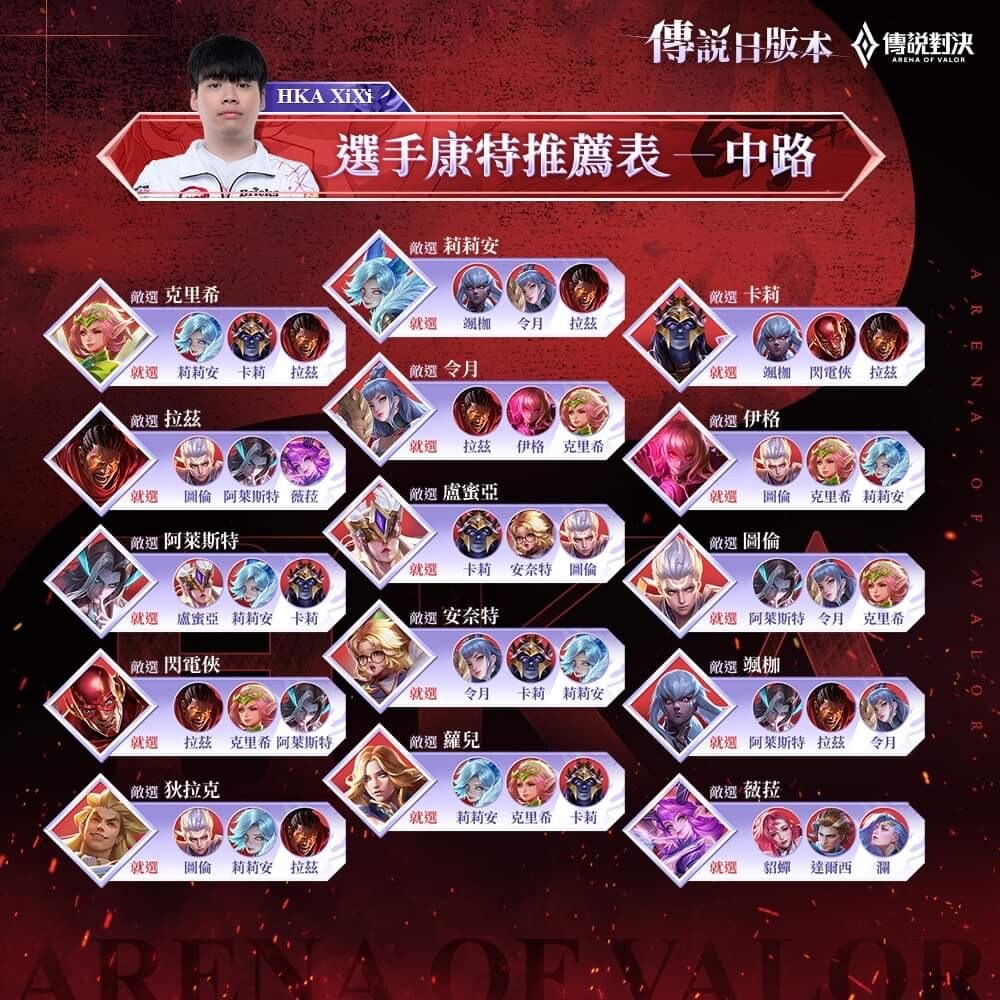 傳說日版本
傳說對決
ARENA OF VALOR
HKA XiXi
Bricks
選手康特推薦表 — 中路
敵選 克里希
就選 莉莉安 卡莉 拉茲
敵選 拉茲
就選 圖倫 阿萊斯特 薇菈
敵選 阿萊斯特
就選 盧蜜亞 莉莉安 卡莉
敵選 閃電俠
就選 拉茲 克里希 阿萊斯特
敵選 狄拉克
就選 圖倫 莉莉安 拉茲
敵選 莉莉安
就選 颯枷 令月 拉茲
敵選 令月
就選 拉茲 伊格 克里希
敵選 盧蜜亞
就選 卡莉 安奈特 圖倫
敵選 安奈特
就選 令月 卡莉 莉莉安
敵選 蘿兒
就選 莉莉安 克里希 卡莉
敵選 卡莉
就選 颯枷 閃電俠 拉茲
敵選 伊格
就選 圖倫 克里希 莉莉安
敵選 圖倫
就選 阿萊斯特 令月 克里希
敵選 颯枷
就選 阿萊斯特 拉茲 令月
敵選 薇菈
就選 貂蟬 達爾西 瀾
ARENA OF VALOR
HKA
ARENA OF VALOR